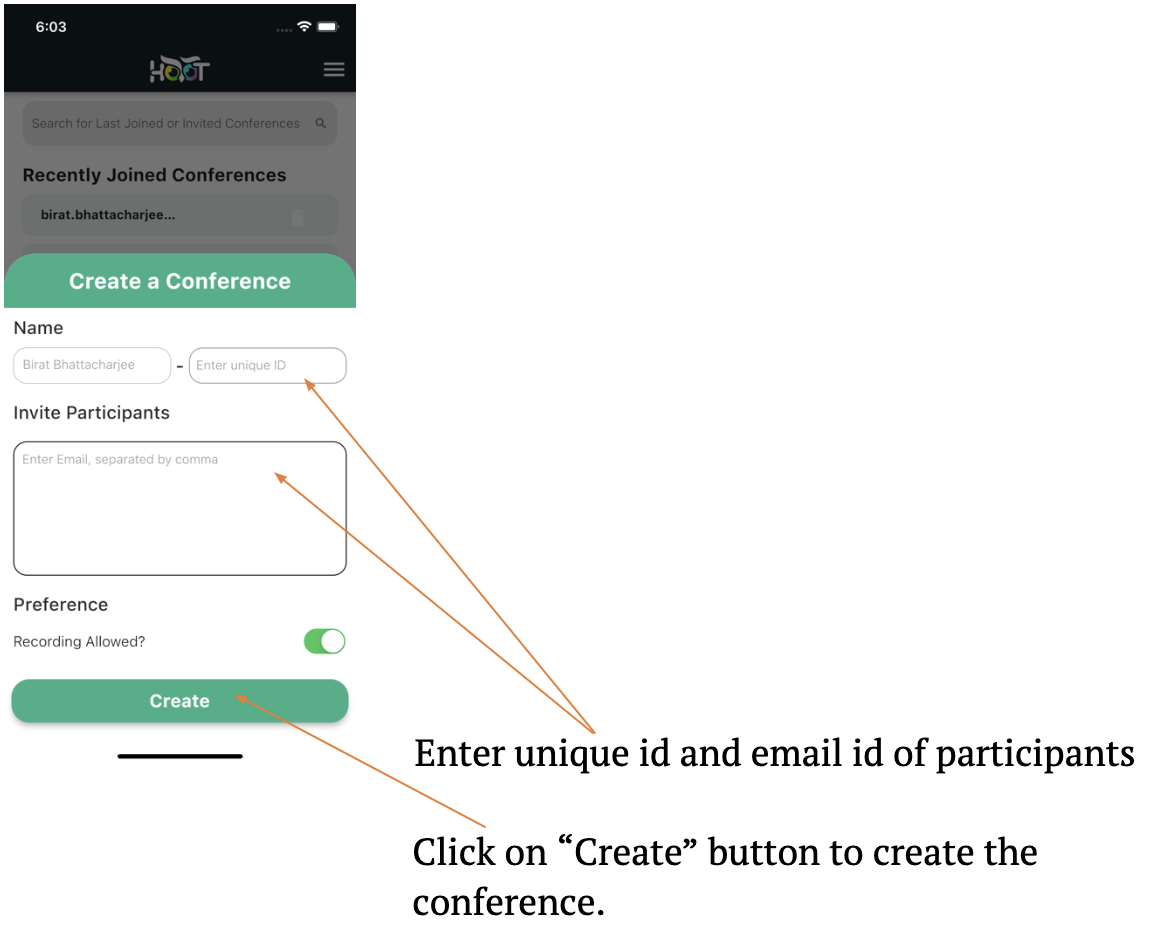 6:03
HOOT
Search for Last Joined or Invited Conferences
Recently Joined Conferences
birat.bhattacharjee...
Create a Conference
Name
Birat Bhattacharjee - Enter unique ID
Invite Participants
Enter Email, separated by comma
Preference
Recording Allowed?
Create
Enter unique id and email id of participants
Click on “Create” button to create the
conference.